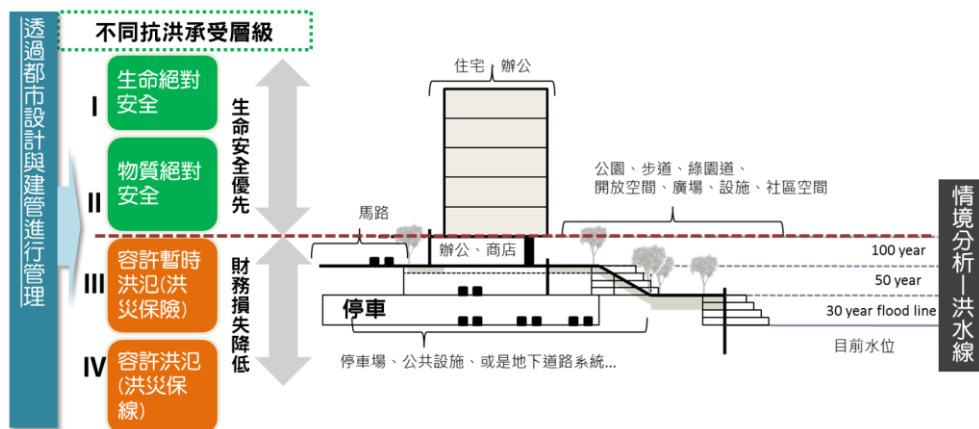 透過都市設計與建管進行管理
不同抗洪承受層級
I
生命絕對
安全
II
物質絕對
安全
III
容許暫時
洪氾(洪
災保險)
IV
容許洪氾
(洪災保
線)
生命安全優先
財務損失降低
住宅、辦公
公園、步道、綠園道、
開放空間、廣場、設施、社區空間
馬路
辦公、商店
停車
停車場、公共設施、或是地下道路系統...
100 year
50 year
30 year flood line
目前水位
情境分析—洪水線